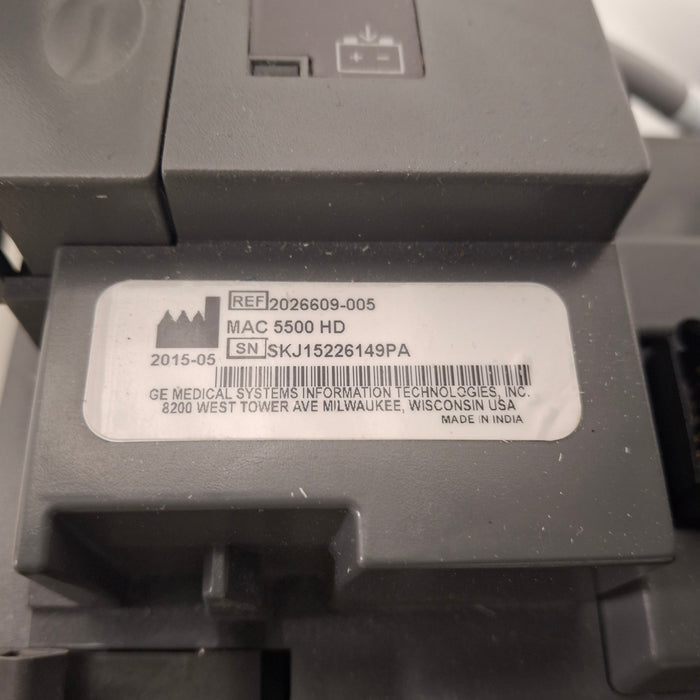 REF 2026609-005
MAC 5500 HD
2015-05 SN SKJ15226149PA
GE MEDICAL SYSTEMS INFORMATION TECHNOLOGIES, INC.
8200 WEST TOWER AVE MILWAUKEE, WISCONSIN USA
MADE IN INDIA